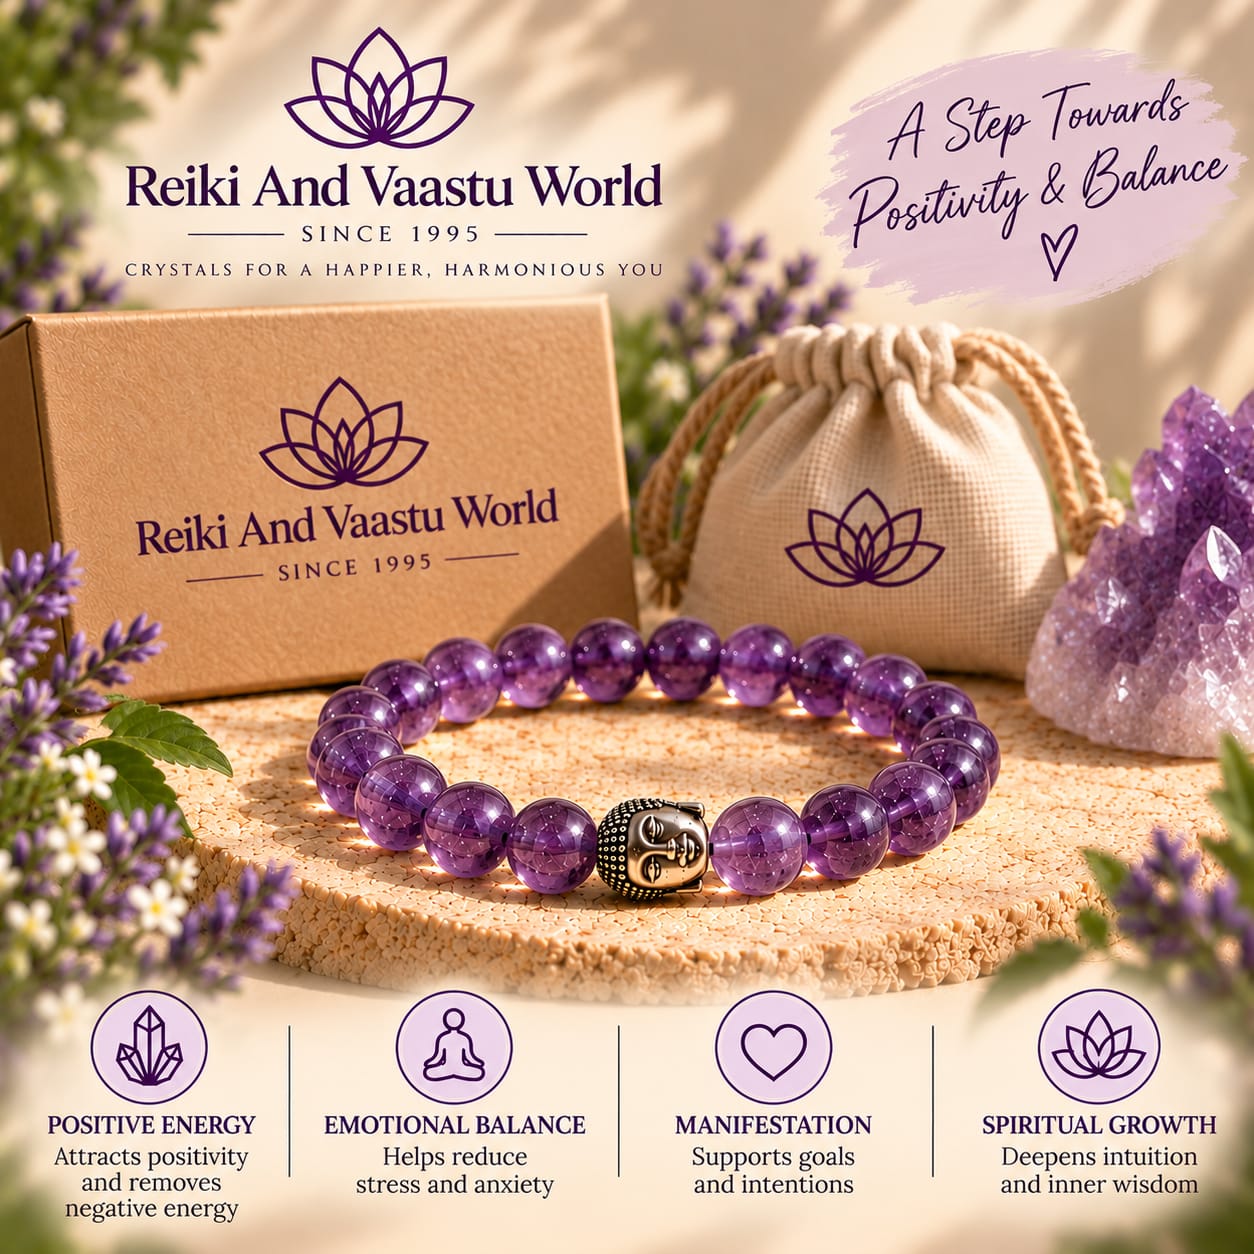 Reiki And Vaastu World
SINCE 1995
CRYSTALS FOR A HAPPIER, HARMONIOUS YOU
A Step Towards
Positivity & Balance
Reiki And Vaastu World
SINCE 1995
POSITIVE ENERGY
Attracts positivity
and removes
negative energy
EMOTIONAL BALANCE
Helps reduce
stress and anxiety
MANIFESTATION
Supports goals
and intentions
SPIRITUAL GROWTH
Deepens intuition
and inner wisdom